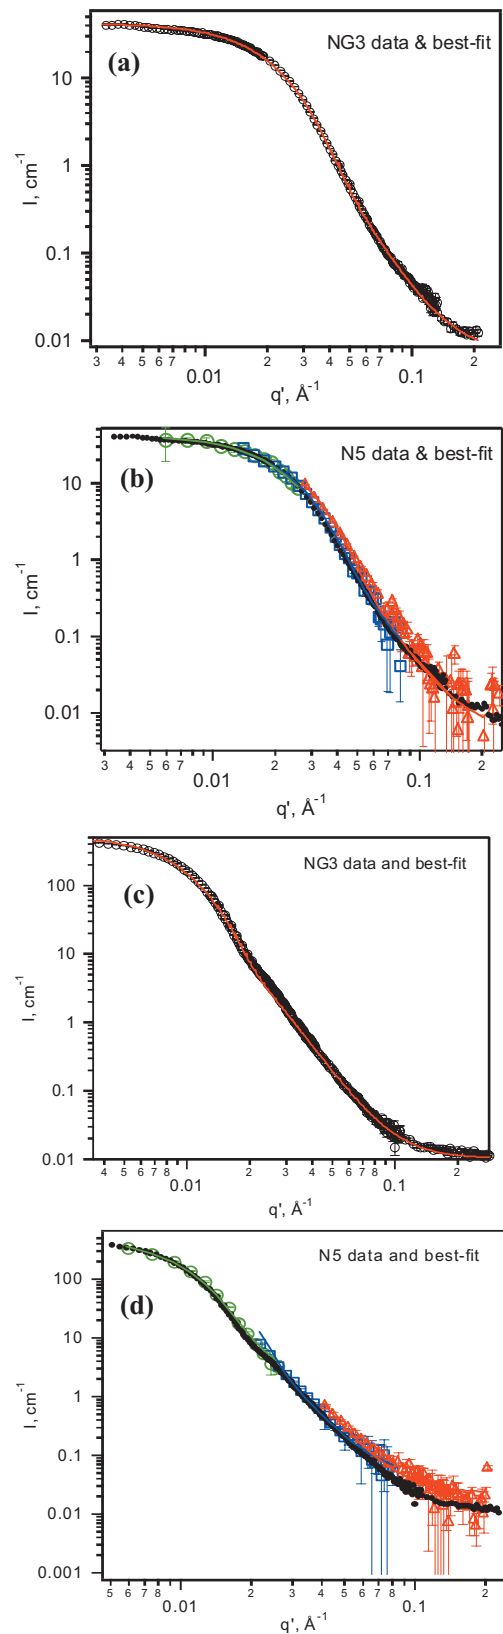 NG3 data & best-fit
(a)
10
1
0.1
0.01
I, cm-1
3 4 5 6 7 2 3 4 5 6 7 2
0.01 0.1
q', Å-1
N5 data & best-fit
(b)
10
1
0.1
0.01
I, cm-1
3 4 5 6 7 2 3 4 5 6 7 2
0.01 0.1
q', Å-1
NG3 data and best-fit
(c)
100
10
1
0.1
0.01
I, cm-1
4 5 6 7 8 2 3 4 5 6 7 8 2
0.01 0.1
q', Å-1
N5 data and best-fit
(d)
100
10
1
0.1
0.01
0.001
I, cm-1
5 6 7 8 2 3 4 5 6 7 8 2
0.01 0.1
q', Å-1